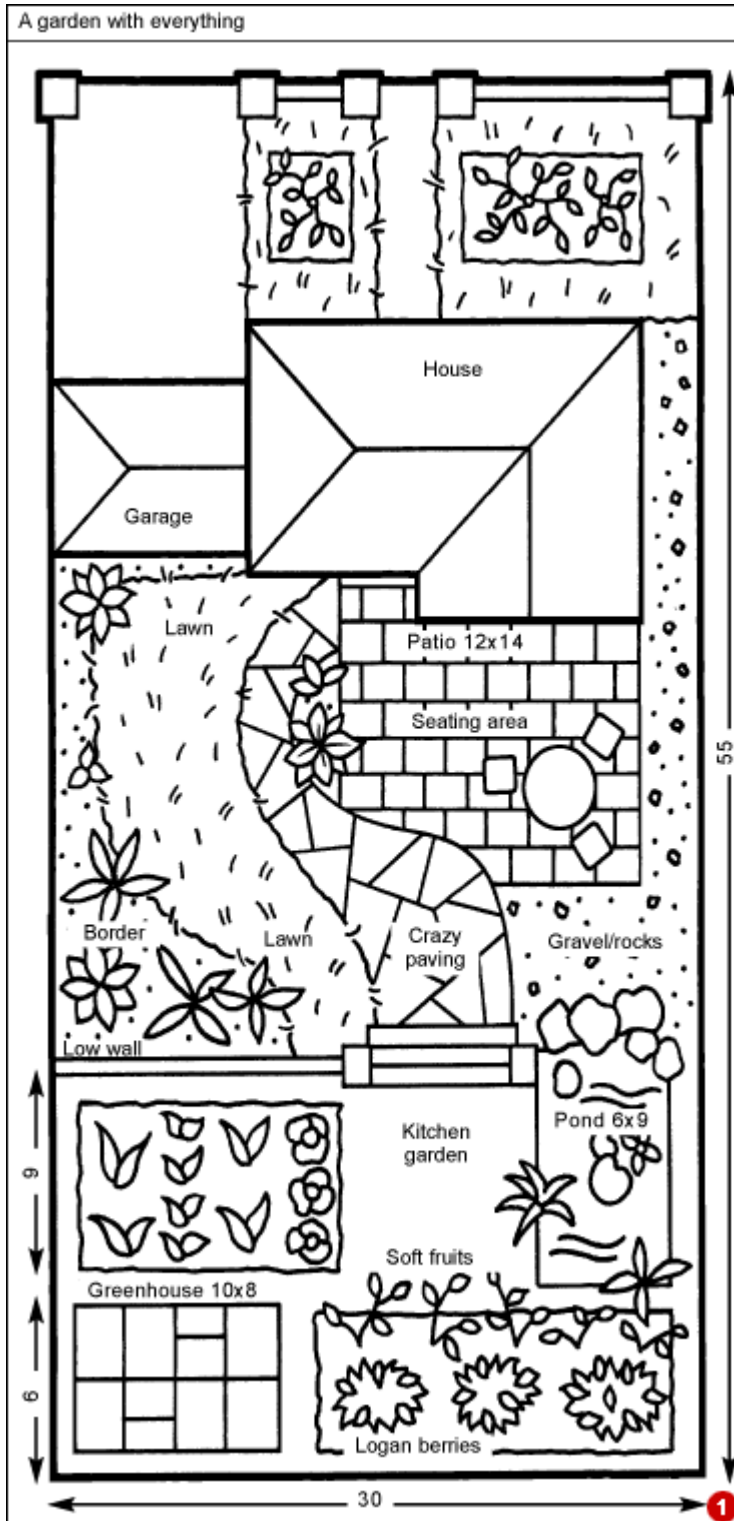 A garden with everything
House
Garage
Lawn
Patio 12x14
Seating area
55
Border
Lawn
Crazy
paving
Gravel/rocks
Low wall
9
Kitchen
garden
Pond 6x9
Soft fruits
Greenhouse 10x8
6
Logan berries
30
1